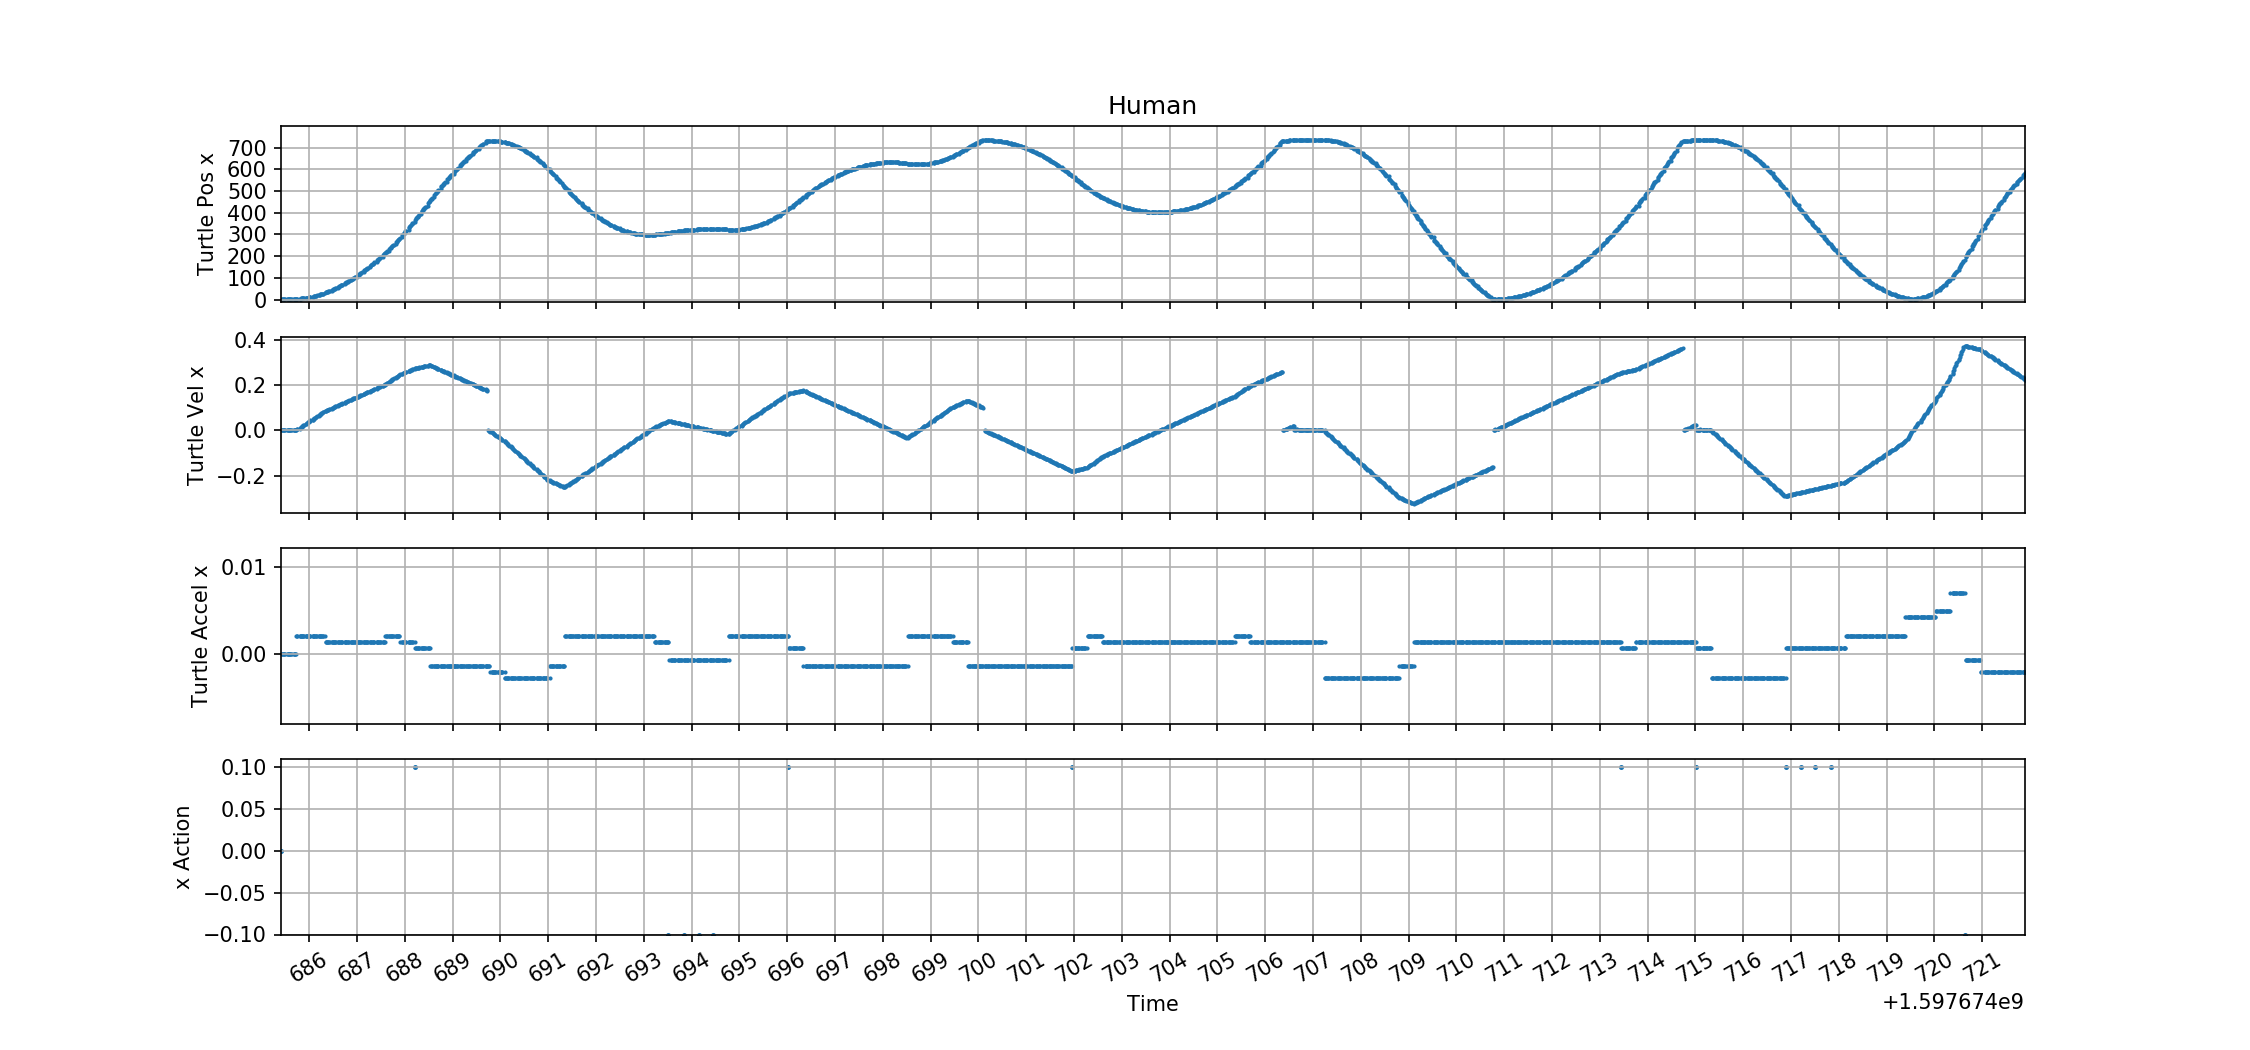 Human
Turtle Pos x
700
600
500
400
300
200
100
0
Turtle Vel x
0.4
0.2
0.0
−0.2
Turtle Accel x
0.01
0.00
x Action
0.10
0.05
0.00
−0.05
−0.10
686 687 688 689 690 691 692 693 694 695 696 697 698 699 700 701 702 703 704 705 706 707 708 709 710 711 712 713 714 715 716 717 718 719 720 721
Time
+1.597674e9